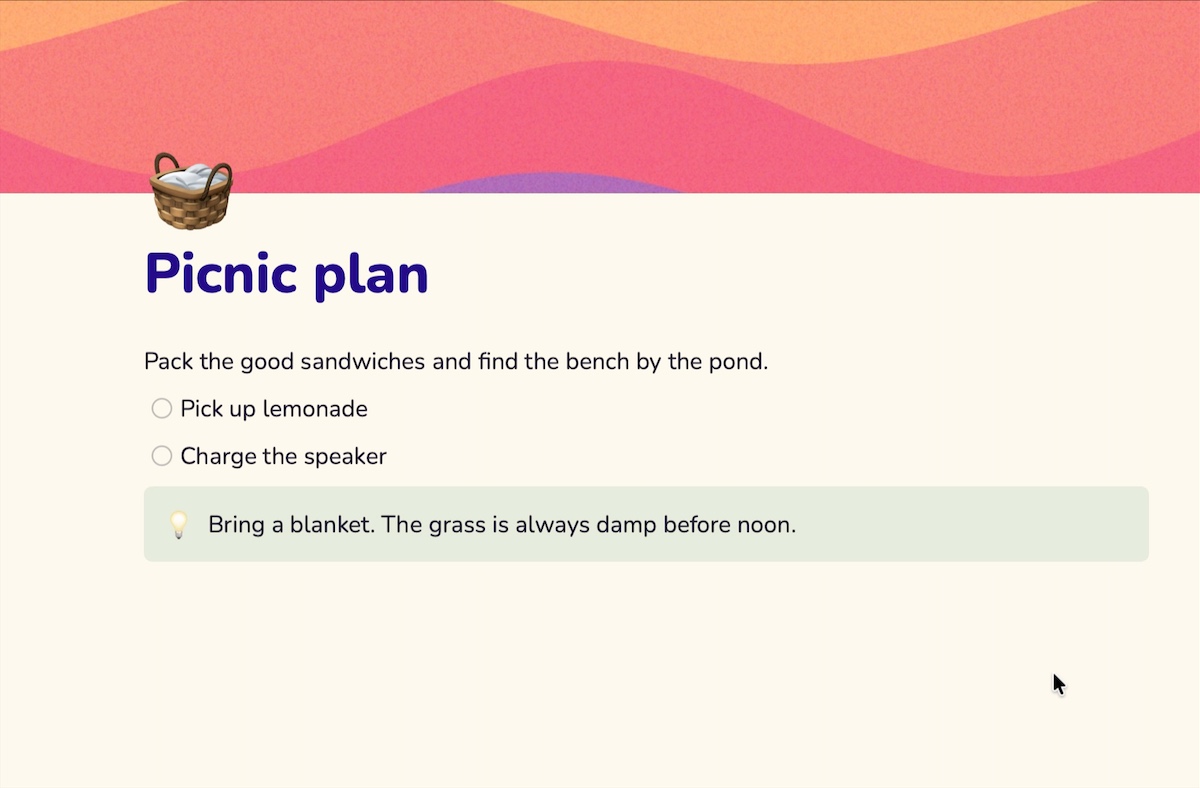 Picnic plan
Pack the good sandwiches and find the bench by the pond.
Pick up lemonade
Charge the speaker
Bring a blanket. The grass is always damp before noon.